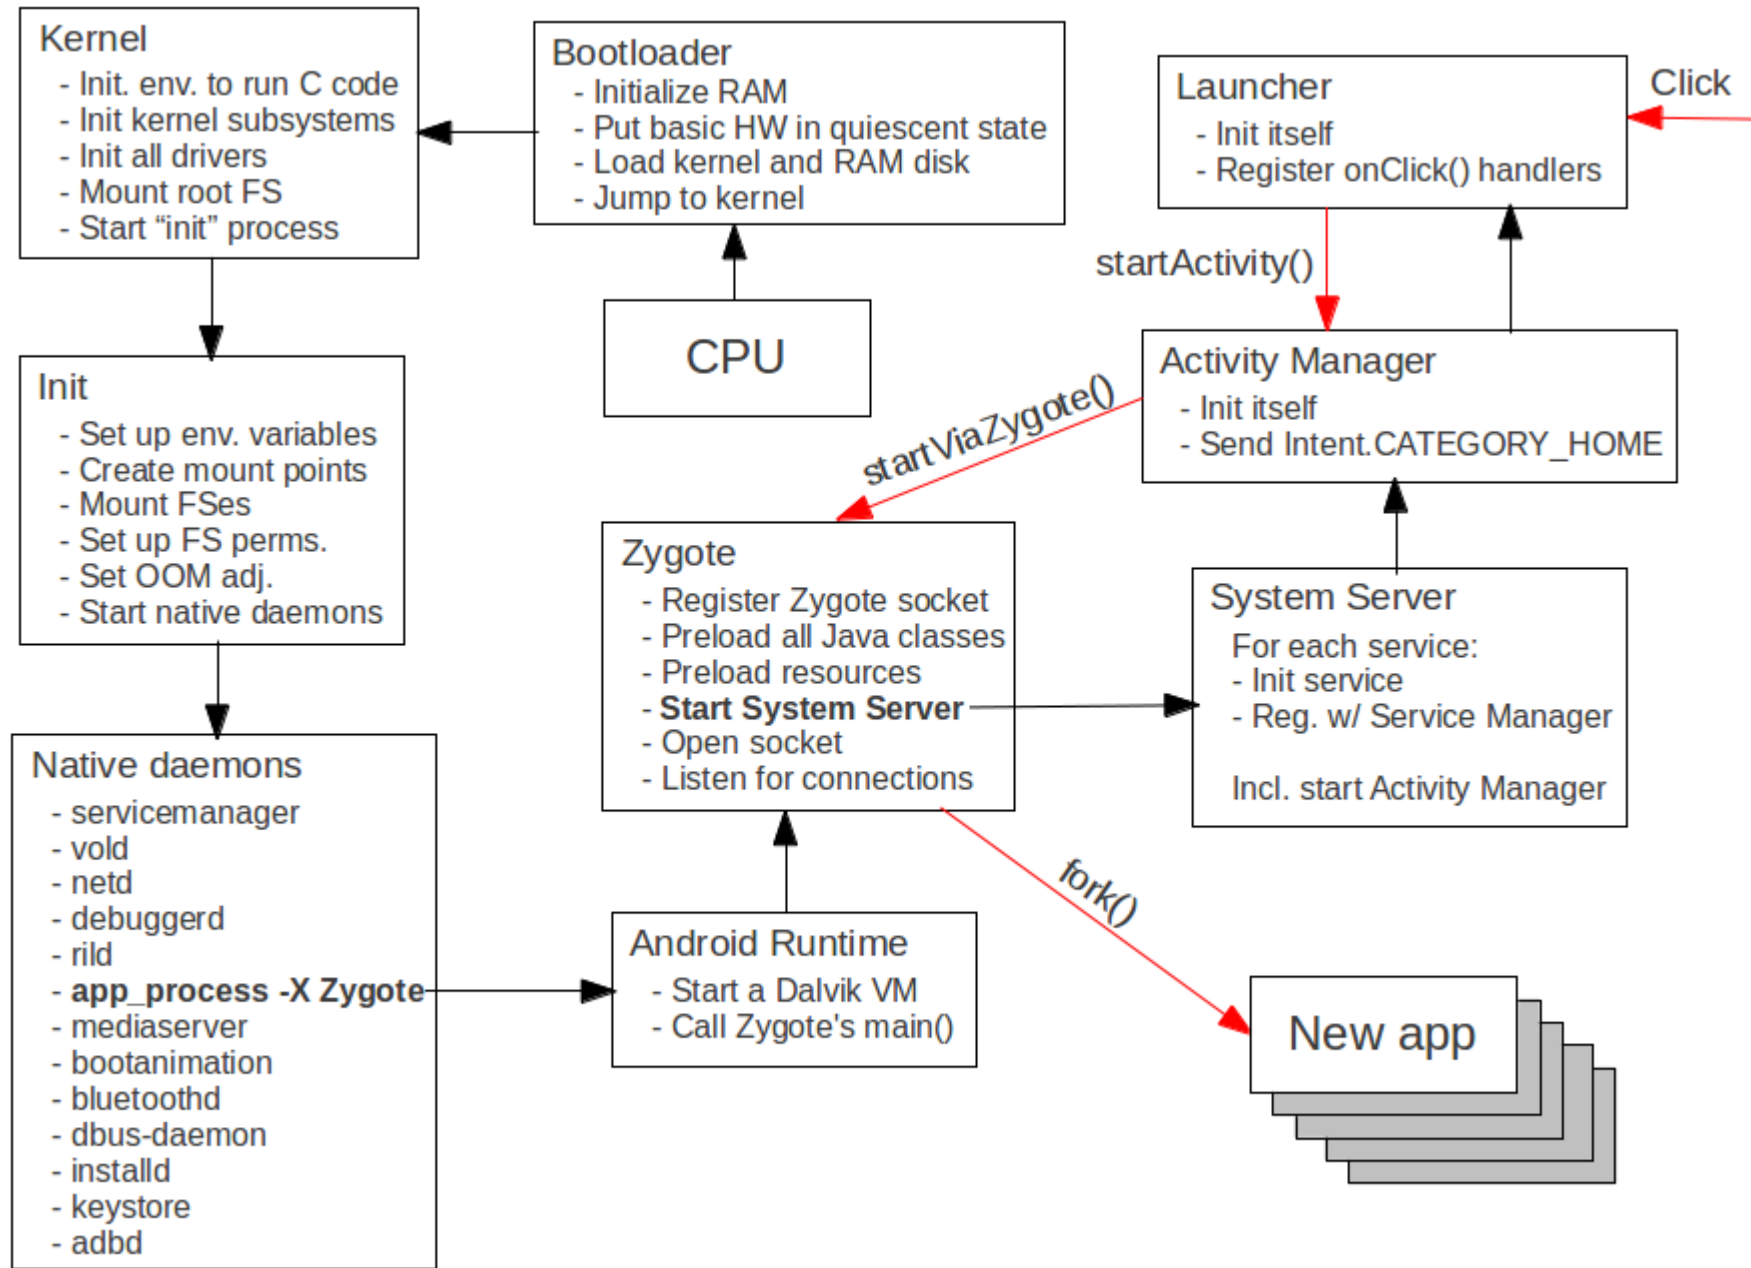 Kernel
- Init. env. to run C code
- Init kernel subsystems
- Init all drivers
- Mount root FS
- Start “init” process
Bootloader
- Initialize RAM
- Put basic HW in quiescent state
- Load kernel and RAM disk
- Jump to kernel
Launcher
- Init itself
- Register onClick() handlers
Click
startActivity()
CPU
Activity Manager
- Init itself
- Send Intent.CATEGORY_HOME
startViaZygote()
Init
- Set up env. variables
- Create mount points
- Mount FSes
- Set up FS perms.
- Set OOM adj.
- Start native daemons
Zygote
- Register Zygote socket
- Preload all Java classes
- Preload resources
- Start System Server
- Open socket
- Listen for connections
System Server
For each service:
- Init service
- Reg. w/ Service Manager
Incl. start Activity Manager
Native daemons
- servicemanager
- vold
- netd
- debuggerd
- rild
- app_process -X Zygote
- mediaserver
- bootanimation
- bluetoothd
- dbus-daemon
- installd
- keystore
- adbd
Android Runtime
- Start a Dalvik VM
- Call Zygote's main()
fork()
New app